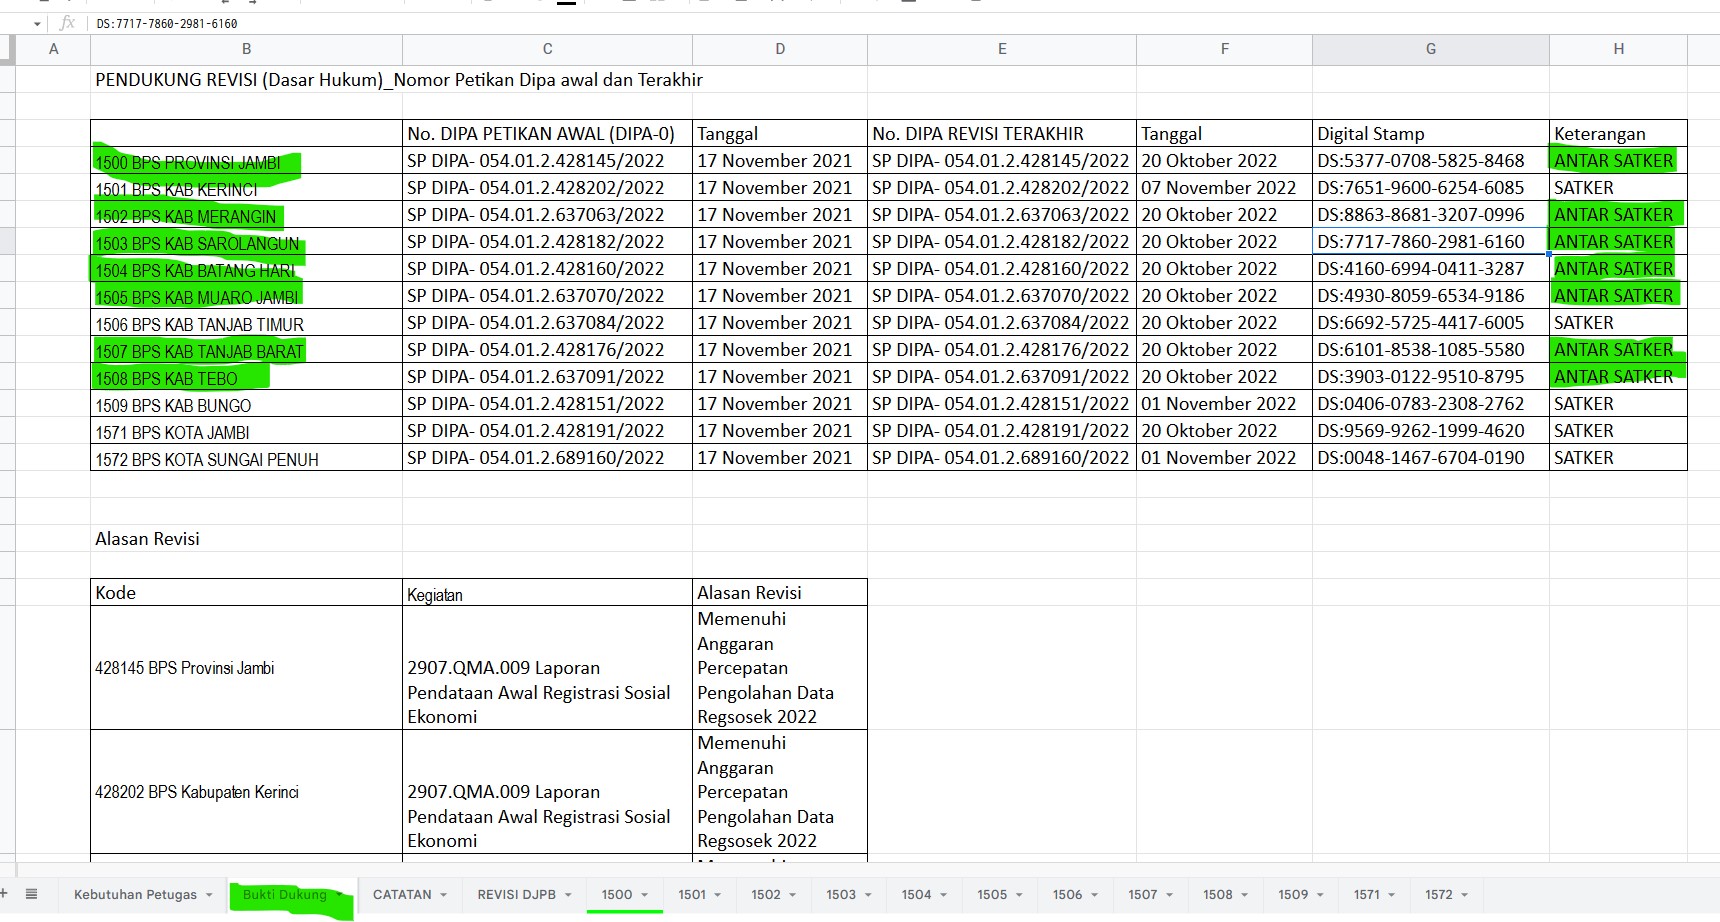 fx DS:7717-7860-2981-6160
A B C D E F G H
PENDUKUNG REVISI (Dasar Hukum)_Nomor Petikan Dipa awal dan Terakhir
No. DIPA PETIKAN AWAL (DIPA-0) Tanggal No. DIPA REVISI TERAKHIR Tanggal Digital Stamp Keterangan
1500 BPS PROVINSI JAMBI SP DIPA- 054.01.2.428145/2022 17 November 2021 SP DIPA- 054.01.2.428145/2022 20 Oktober 2022 DS:5377-0708-5825-8468 ANTAR SATKER
1501 BPS KAB KERINCI SP DIPA- 054.01.2.428202/2022 17 November 2021 SP DIPA- 054.01.2.428202/2022 07 November 2022 DS:7651-9600-6254-6085 SATKER
1502 BPS KAB MERANGIN SP DIPA- 054.01.2.637063/2022 17 November 2021 SP DIPA- 054.01.2.637063/2022 20 Oktober 2022 DS:8863-8681-3207-0996 ANTAR SATKER
1503 BPS KAB SAROLANGUN SP DIPA- 054.01.2.428182/2022 17 November 2021 SP DIPA- 054.01.2.428182/2022 20 Oktober 2022 DS:7717-7860-2981-6160 ANTAR SATKER
1504 BPS KAB BATANG HARI SP DIPA- 054.01.2.428160/2022 17 November 2021 SP DIPA- 054.01.2.428160/2022 20 Oktober 2022 DS:4160-6994-0411-3287 ANTAR SATKER
1505 BPS KAB MUARO JAMBI SP DIPA- 054.01.2.637070/2022 17 November 2021 SP DIPA- 054.01.2.637070/2022 20 Oktober 2022 DS:4930-8059-6534-9186 ANTAR SATKER
1506 BPS KAB TANJAB TIMUR SP DIPA- 054.01.2.637084/2022 17 November 2021 SP DIPA- 054.01.2.637084/2022 20 Oktober 2022 DS:6692-5725-4417-6005 SATKER
1507 BPS KAB TANJAB BARAT SP DIPA- 054.01.2.428176/2022 17 November 2021 SP DIPA- 054.01.2.428176/2022 20 Oktober 2022 DS:6101-8538-1085-5580 ANTAR SATKER
1508 BPS KAB TEBO SP DIPA- 054.01.2.637091/2022 17 November 2021 SP DIPA- 054.01.2.637091/2022 20 Oktober 2022 DS:3903-0122-9510-8795 ANTAR SATKER
1509 BPS KAB BUNGO SP DIPA- 054.01.2.428151/2022 17 November 2021 SP DIPA- 054.01.2.428151/2022 01 November 2022 DS:0406-0783-2308-2762 SATKER
1571 BPS KOTA JAMBI SP DIPA- 054.01.2.428191/2022 17 November 2021 SP DIPA- 054.01.2.428191/2022 20 Oktober 2022 DS:9569-9262-1999-4620 SATKER
1572 BPS KOTA SUNGAI PENUH SP DIPA- 054.01.2.689160/2022 17 November 2021 SP DIPA- 054.01.2.689160/2022 01 November 2022 DS:0048-1467-6704-0190 SATKER
Alasan Revisi
Kode Kegiatan Alasan Revisi
428145 BPS Provinsi Jambi
2907.QMA.009 Laporan
Pendataan Awal Registrasi Sosial
Ekonomi
Memenuhi
Anggaran
Percepatan
Pengolahan Data
Regsosek 2022
428202 BPS Kabupaten Kerinci
2907.QMA.009 Laporan
Pendataan Awal Registrasi Sosial
Ekonomi
Memenuhi
Anggaran
Percepatan
Pengolahan Data
Regsosek 2022
Kebutuhan Petugas Bukti Dukung CATATAN REVISI DJPB 1500 1501 1502 1503 1504 1505 1506 1507 1508 1509 1571 1572